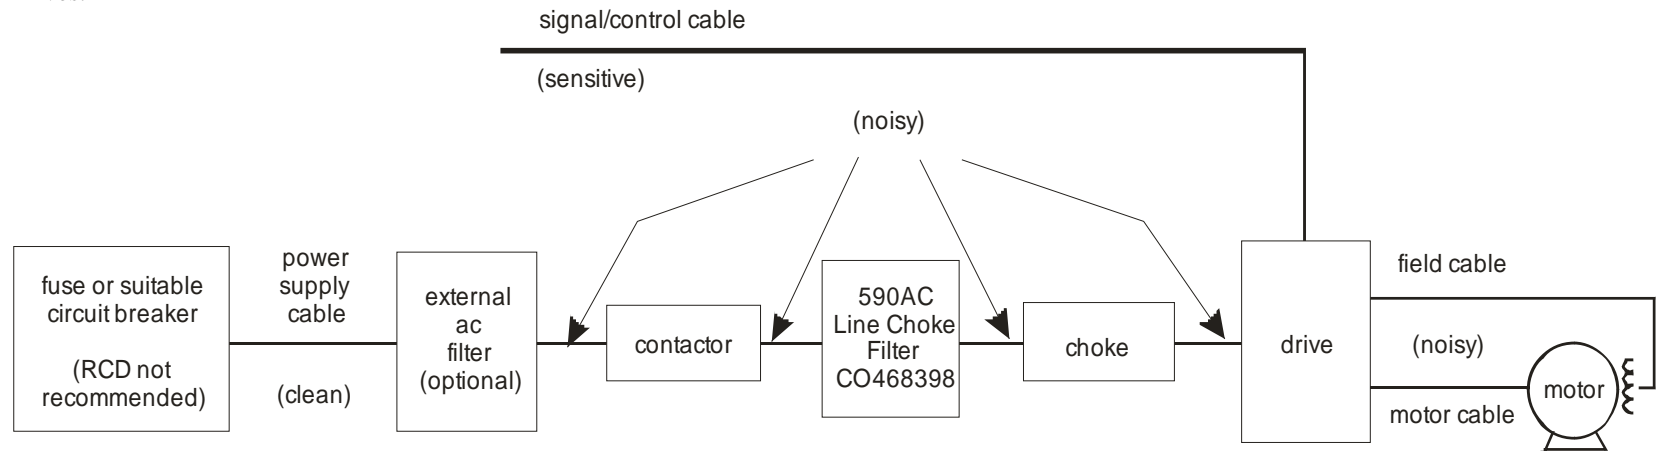 signal/control cable
(sensitive)
(noisy)
fuse or suitable
circuit breaker
(RCD not
recommended)
power
supply
cable
(clean)
external
ac
filter
(optional)
contactor
590AC
Line Choke
Filter
CO468398
choke
drive
field cable
(noisy)
motor cable
motor